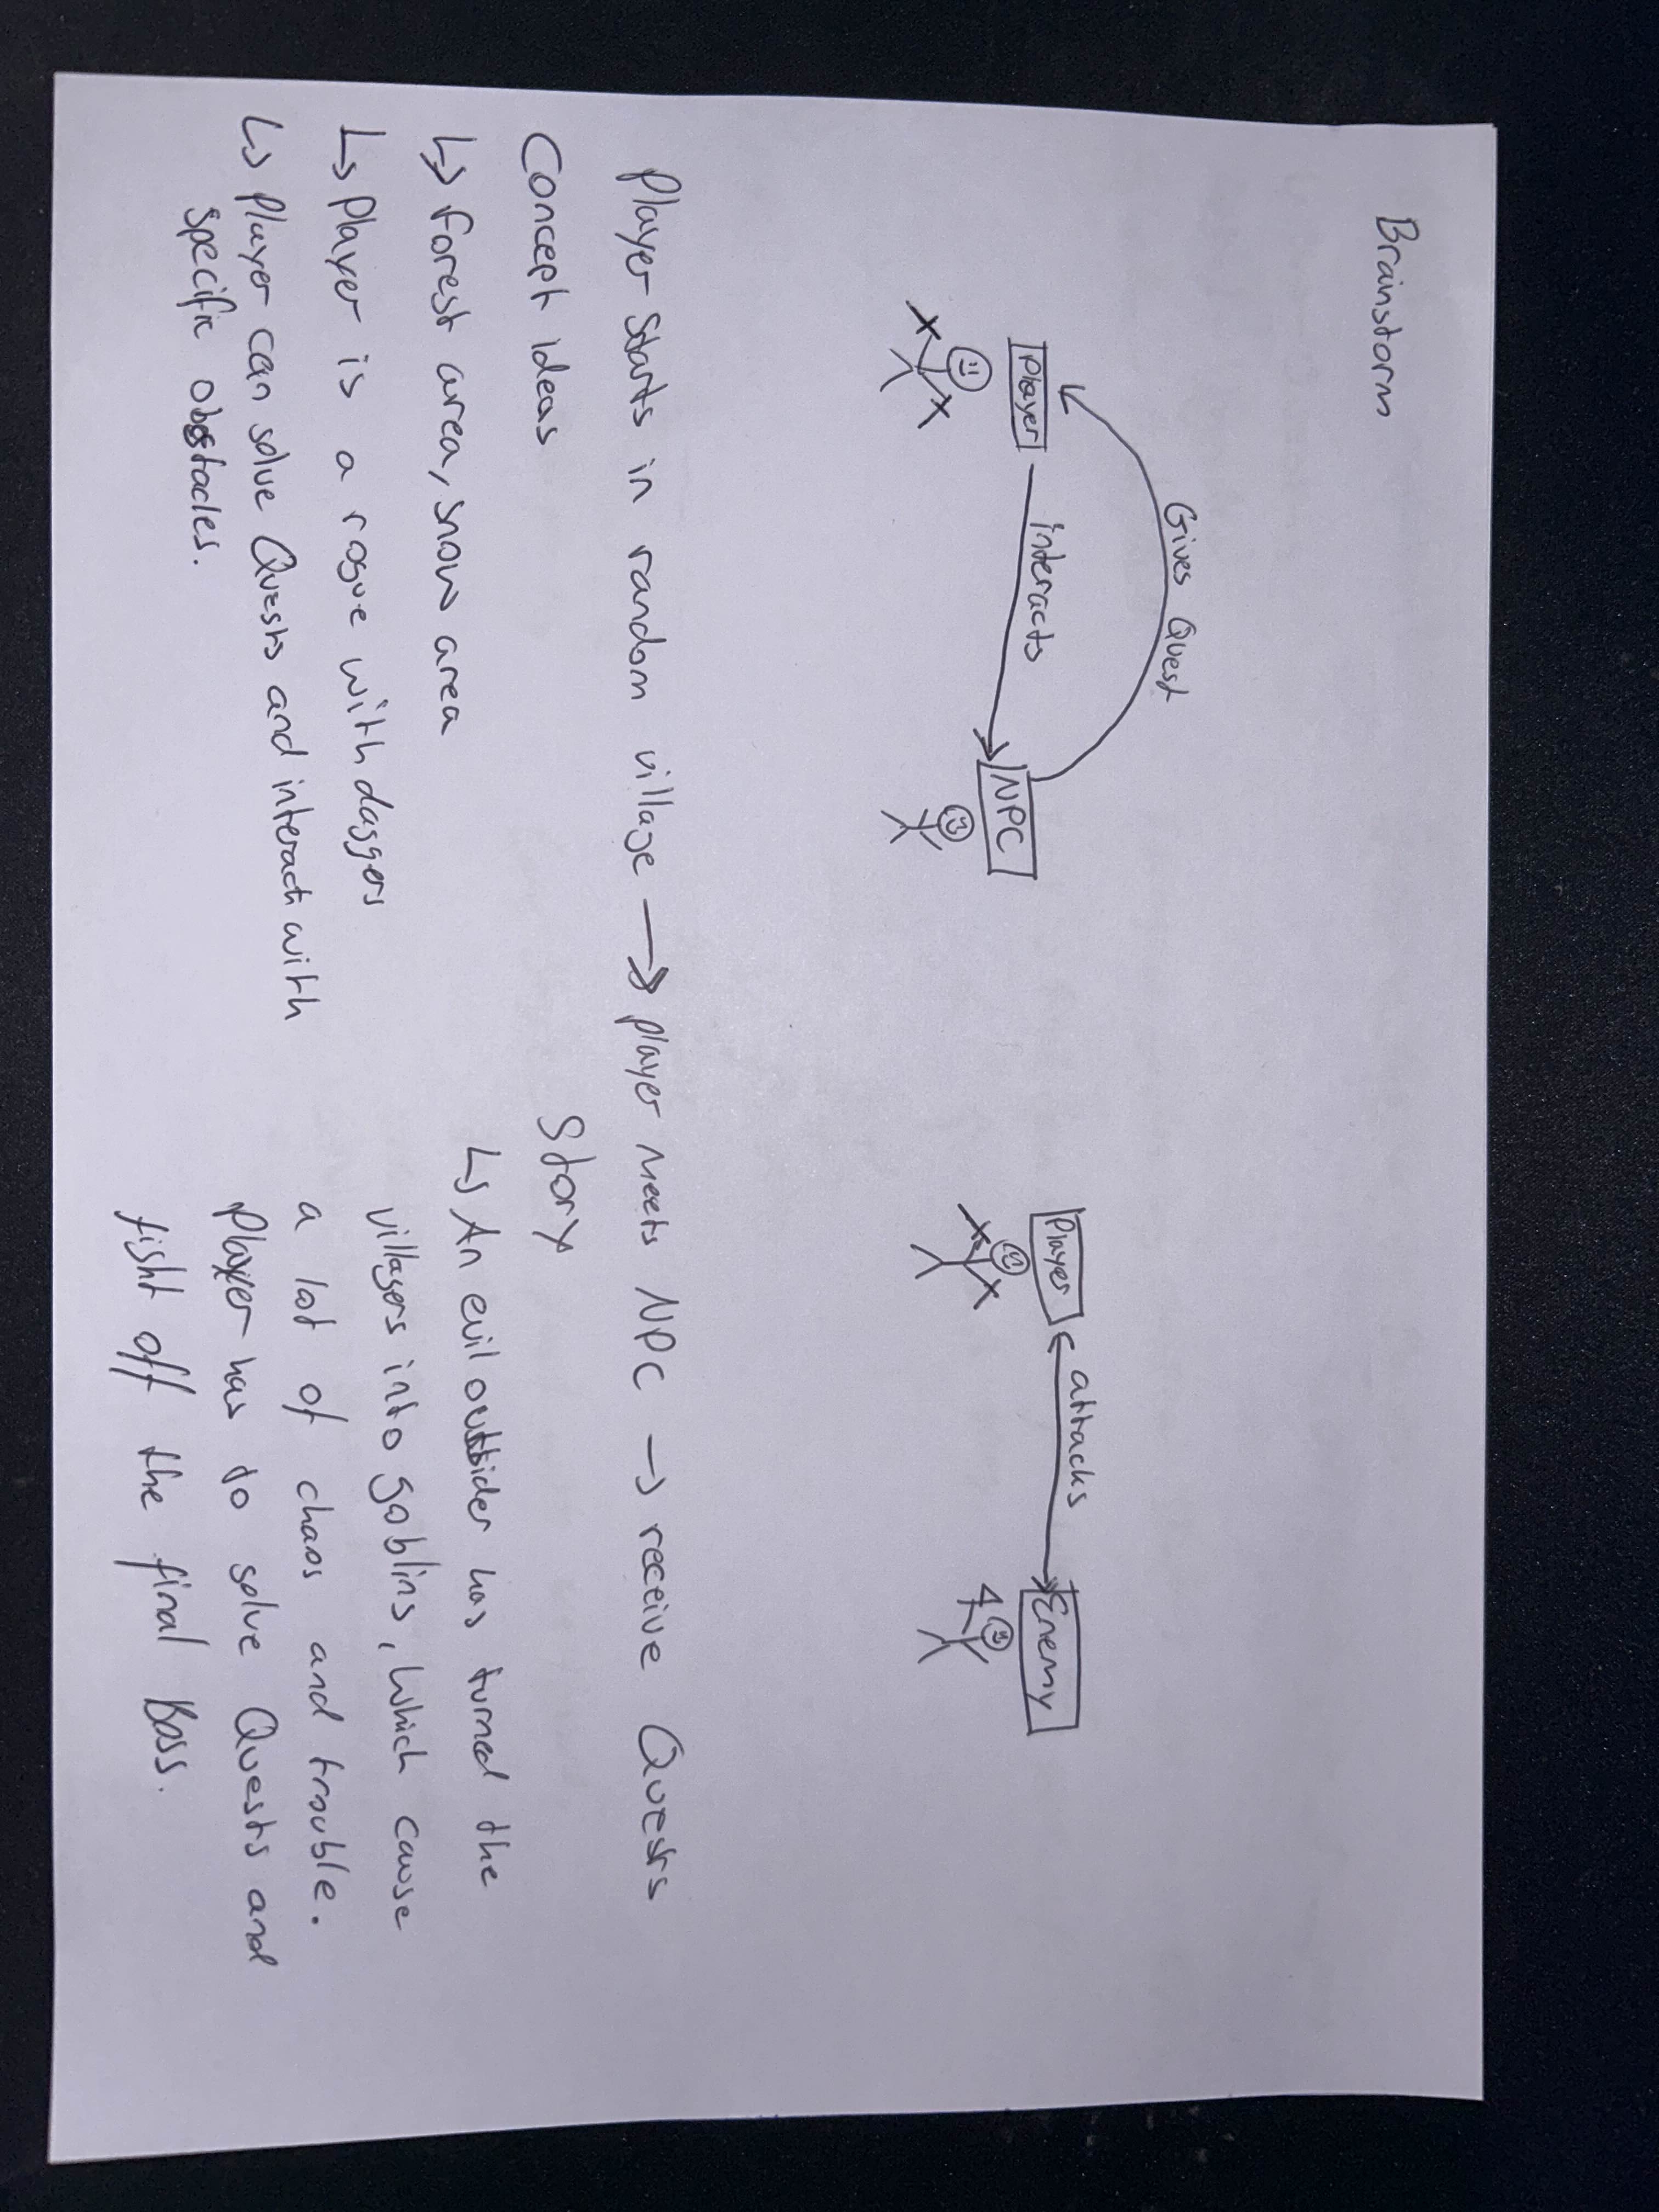 Brainstorm
Gives Quest
Player
interacts
NPC
Player
attacks
Enemy
Player starts in random village → player meets NPC → receive Quests
Concept ideas
↳ forest area, snow area
↳ Player is a rogue with daggers
↳ Player can solve Quests and interact with
specific obstacles.
Story
↳ An evil outsider has turned the
villagers into goblins, which cause
a lot of chaos and trouble.
Player has to solve Quests and
fight off the final Boss.